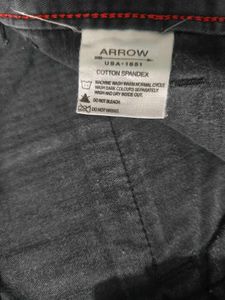 ARROW
USA•1851
COTTON SPANDEX
MACHINE WASH WARM NORMAL CYCLE
WASH DARK COLOURS SEPARATELY
WASH AND DRY INSIDE OUT
DO NOT BLEACH.
DO NOT WRING.